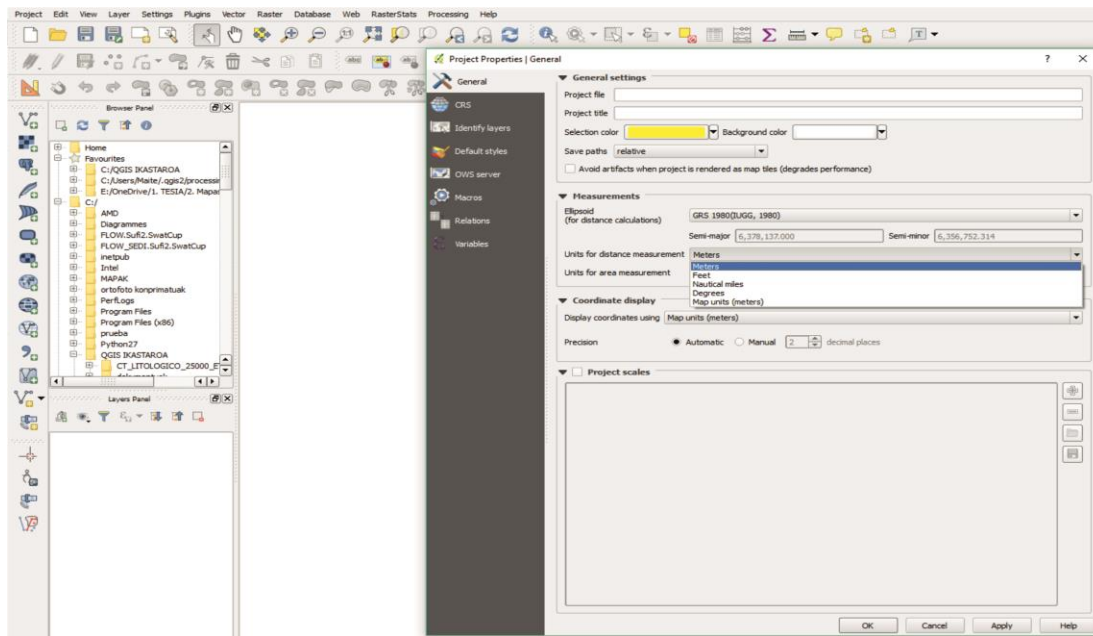 Project Edit View Layer Settings Plugins Vector Raster Database Web RasterStats Processing Help
Browser Panel
Home
Favourites
C:/QGIS IKASTAROA
C:/Users/Maite/.qgis2/processin
E:/OneDrive/1. TESIA/2. Mapar
C:/
AMD
Diagrammes
FLOW.Sufi2.SwatCup
FLOW_SEDI.Sufi2.SwatCup
inetpub
Intel
MAPAK
ortofoto konprimatuak
PerfLogs
Program Files
Program Files (x86)
prueba
Python27
QGIS IKASTAROA
CT_LITOLOGICO_25000_E
Layers Panel
Project Properties | General
General
CRS
Identify layers
Default styles
OWS server
Macros
Relations
Variables
General settings
Project file
Project title
Selection color Background color
Save paths relative
Avoid artifacts when project is rendered as map tiles (degrades performance)
Measurements
Ellipsoid
(for distance calculations) GRS 1980(IUGG, 1980)
Semi-major 6,378,137.000 Semi-minor 6,356,752.314
Units for distance measurement Meters
Meters
Feet
Nautical miles
Degrees
Map units (meters)
Units for area measurement
Coordinate display
Display coordinates using Map units (meters)
Precision Automatic Manual 2 decimal places
Project scales
OK Cancel Apply Help